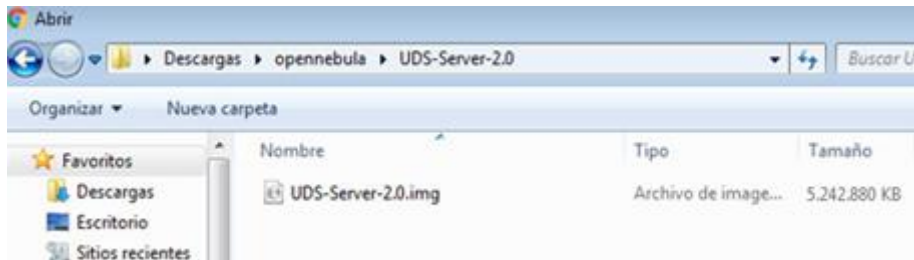 Abrir
Descargas opennebula UDS-Server-2.0
Buscar U
Organizar Nueva carpeta
Nombre Tipo Tamaño
Favoritos
Descargas UDS-Server-2.0.img Archivo de image... 5.242.880 KB
Escritorio
Sitios recientes